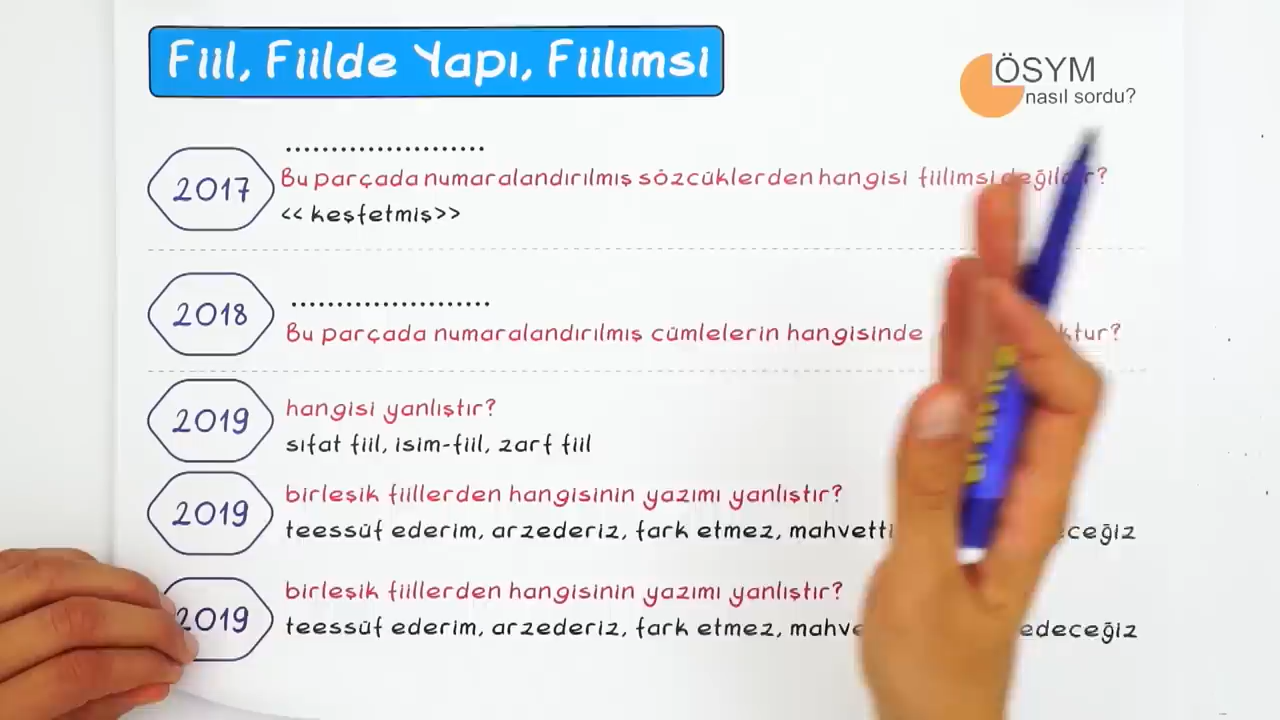 Fiil, Fiilde Yapı, Fiilimsi
ÖSYM
nasıl sordu?
.......................
2017
Bu parçada numaralandırılmış sözcüklerden hangisi fiilimsi değildir?
<< keşfetmiş>>
.......................
2018
Bu parçada numaralandırılmış cümlelerin hangisinde
2019
hangisi yanlıştır?
sıfat fiil, isim-fiil, zarf fiil
2019
birleşik fiillerden hangisinin yazımı yanlıştır?
teessüf ederim, arzederiz, fark etmez,
2019
birleşik fiillerden hangisinin yazımı yanlıştır?
teessüf ederim, arzederiz, fark etmez, edeceğiz